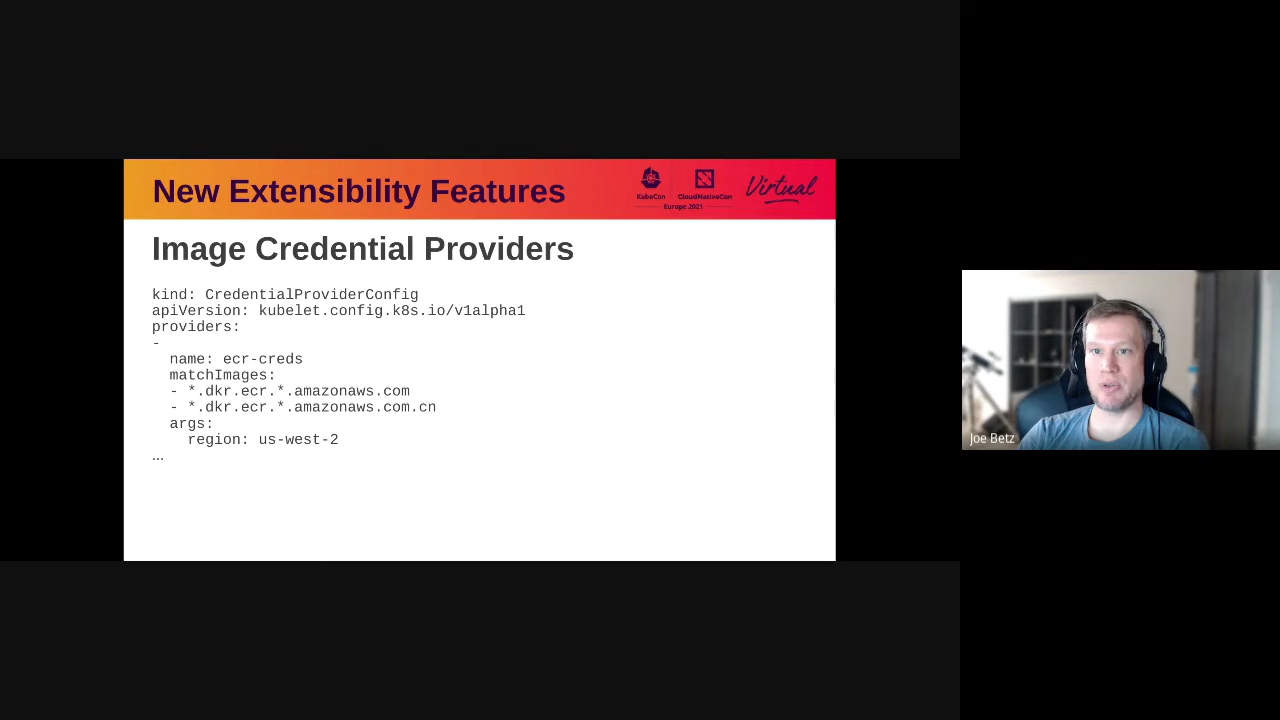 New Extensibility Features
KubeCon
CloudNativeCon
Europe 2021
Virtual
Image Credential Providers
kind: CredentialProviderConfig
apiVersion: kubelet.config.k8s.io/v1alpha1
providers:
-
name: ecr-creds
matchImages:
- *.dkr.ecr.*.amazonaws.com
- *.dkr.ecr.*.amazonaws.com.cn
args:
region: us-west-2
...
Joe Betz